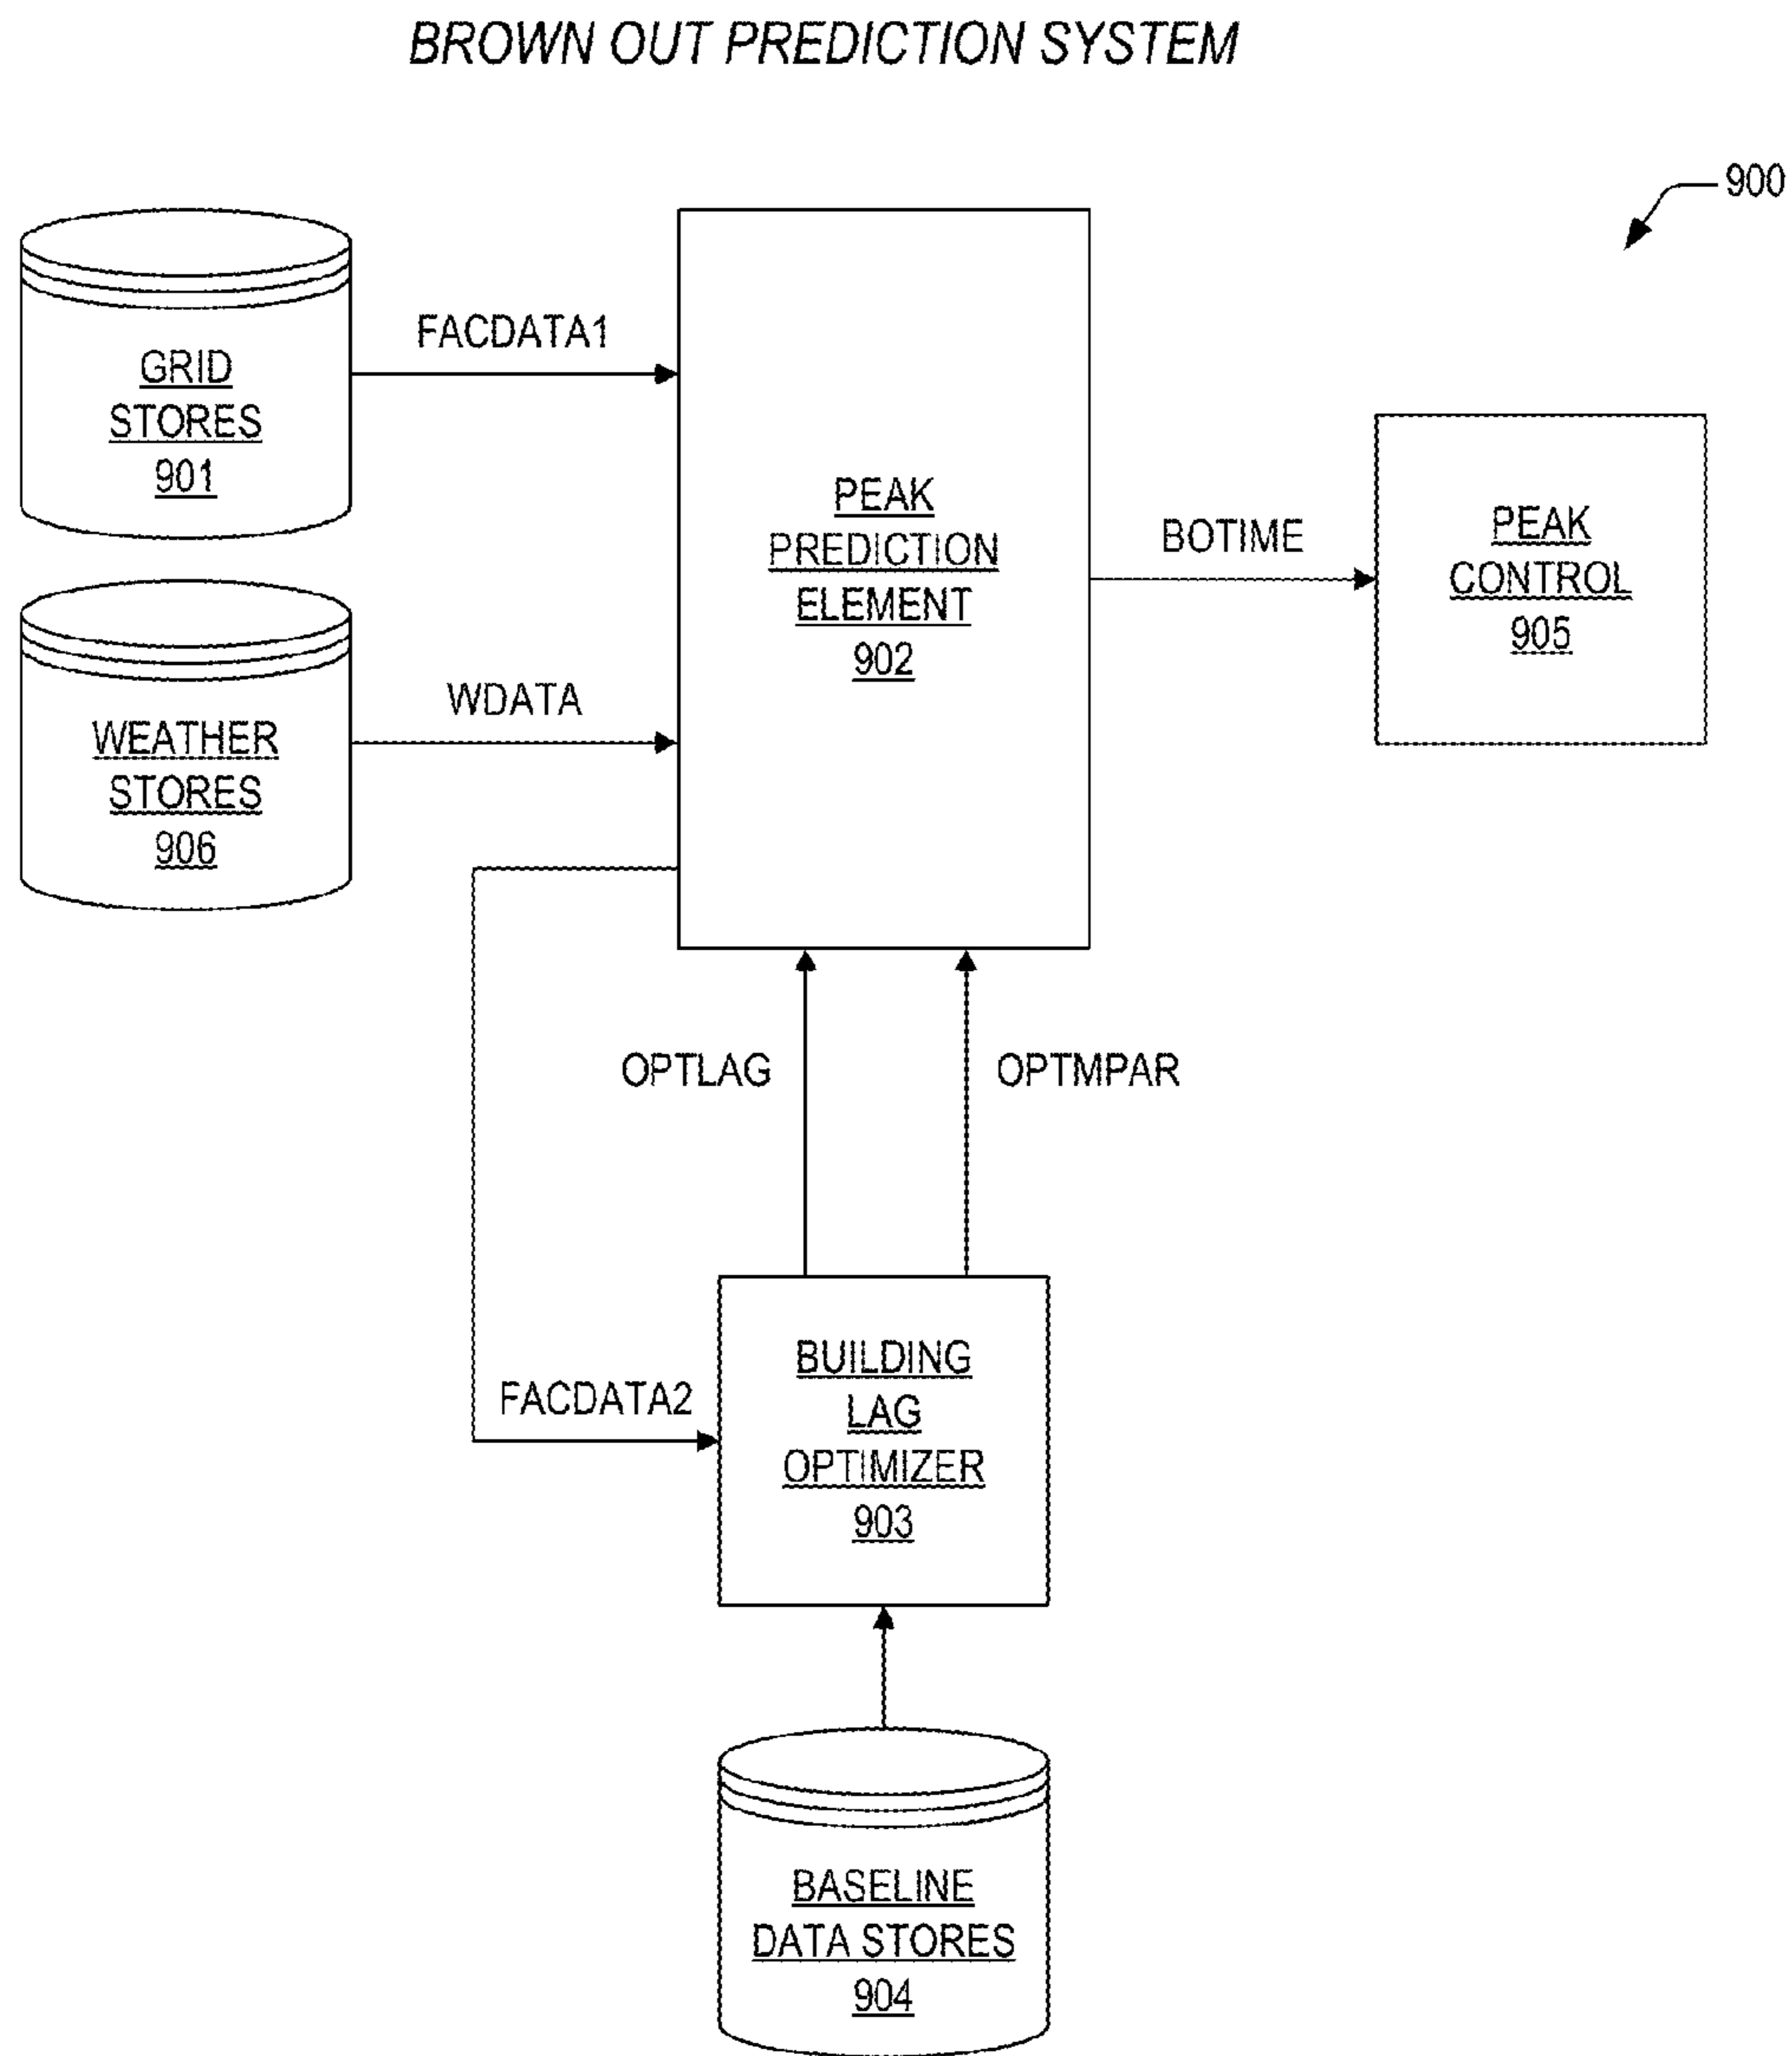 BROWN OUT PREDICTION SYSTEM
900
FACDATA1
GRID
STORES
901
PEAK
PREDICTION
ELEMENT
902
BOTIME
PEAK
CONTROL
905
WDATA
WEATHER
STORES
906
OPTLAG
OPTMPAR
FACDATA2
BUILDING
LAG
OPTIMIZER
903
BASELINE
DATA STORES
904